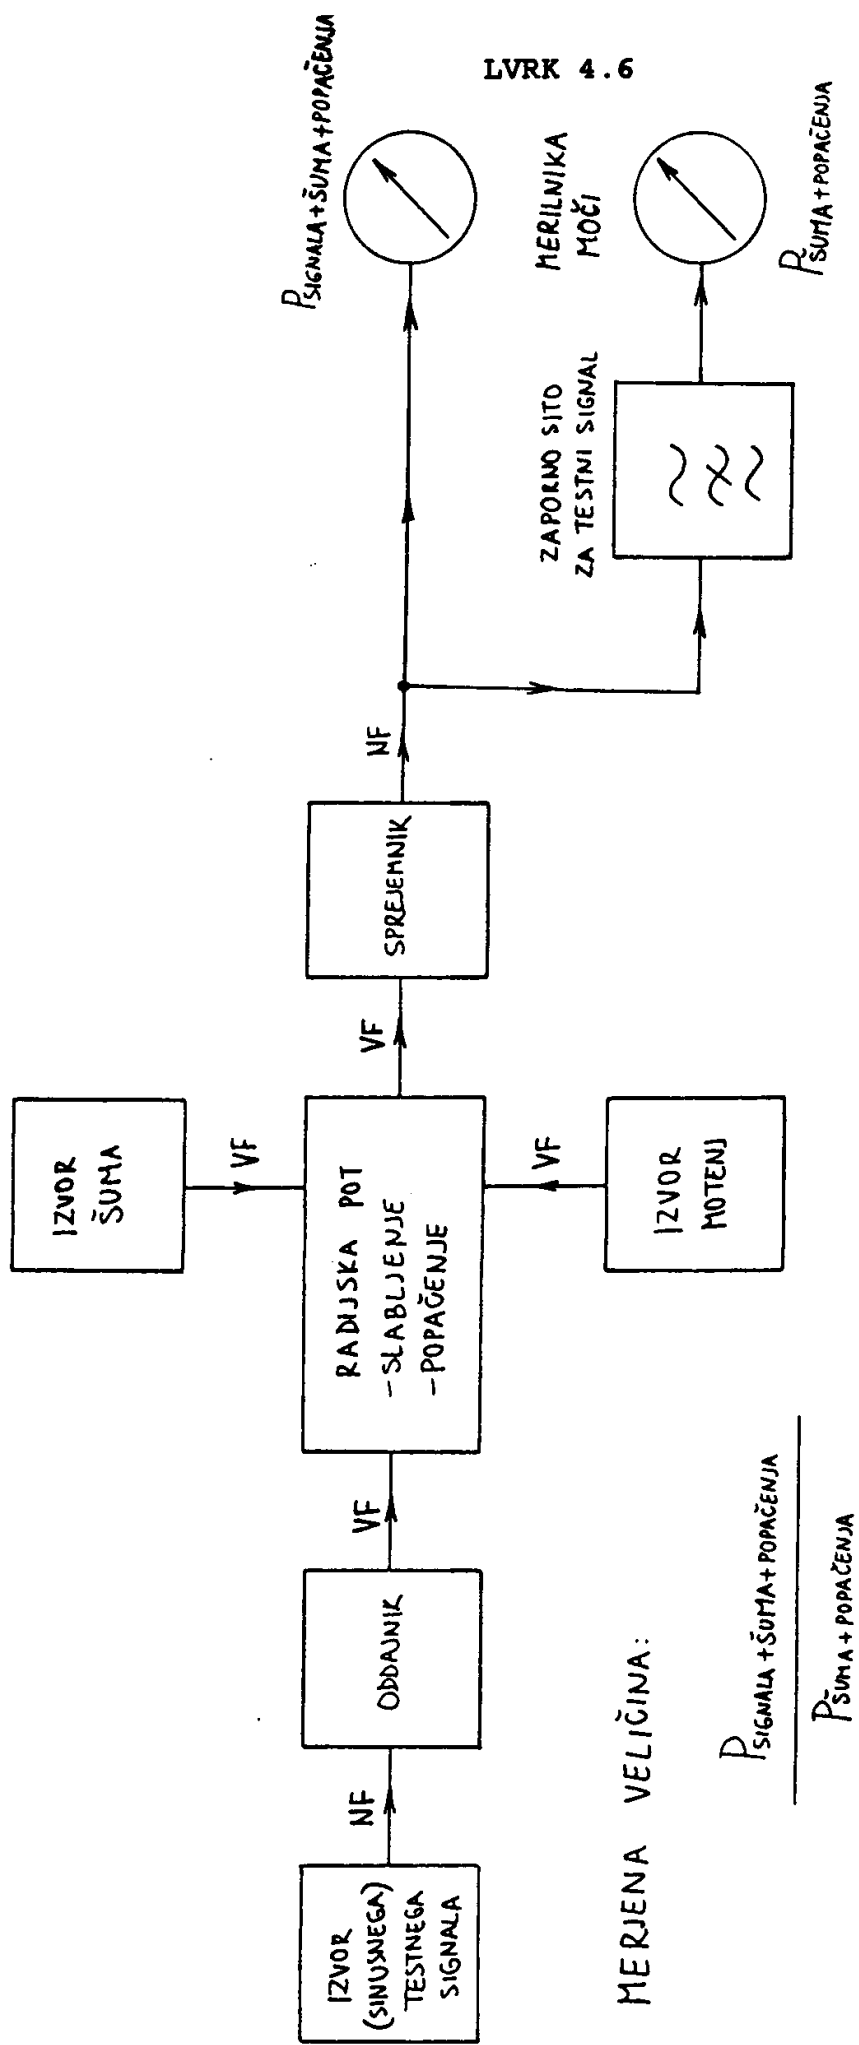 LVRK 4.6
IZVOR
(SINUSNEGA)
TESTNEGA
SIGNALA
NF
ODDAJNIK
VF
RADIJSKA POT
-SLABLJENJE
-POPAČENJE
IZVOR
ŠUMA
VF
IZVOR
MOTENJ
VF
VF
SPREJEMNIK
NF
PSIGNALA+ŠUMA+POPAČENJA
ZAPORNO SITO
ZA TESTNI SIGNAL
MERILNIKA
MOČI
PŠUMA+POPAČENJA
MERJENA VELIČINA:
PSIGNALA+ŠUMA+POPAČENJA
PŠUMA+POPAČENJA